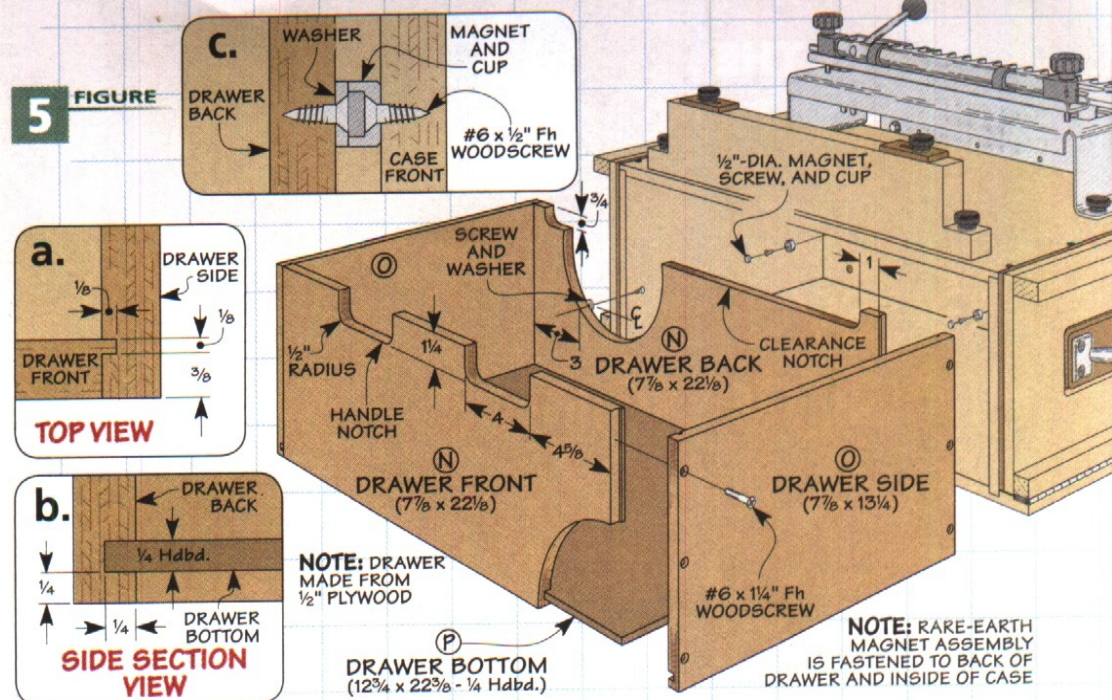 5 FIGURE
c.
WASHER
MAGNET
AND
CUP
DRAWER
BACK
CASE
FRONT
#6 x ½" Fh
WOODSCREW
½"-DIA. MAGNET,
SCREW, AND CUP
a.
DRAWER
SIDE
⅛
⅛
⅜
DRAWER
FRONT
TOP VIEW
b.
DRAWER
BACK
¼ Hdbd.
¼
¼
DRAWER
BOTTOM
SIDE SECTION
VIEW
¾
SCREW
AND
WASHER
O
℄
1
3
½"
RADIUS
1¼
HANDLE
NOTCH
4
4⅝
N
DRAWER BACK
(7⅞ x 22⅛)
CLEARANCE
NOTCH
N
DRAWER FRONT
(7⅞ x 22⅛)
O
DRAWER SIDE
(7⅞ x 13¼)
NOTE: DRAWER
MADE FROM
½" PLYWOOD
#6 x 1¼" Fh
WOODSCREW
P
DRAWER BOTTOM
(12¾ x 22⅜ - ¼ Hdbd.)
NOTE: RARE-EARTH
MAGNET ASSEMBLY
IS FASTENED TO BACK OF
DRAWER AND INSIDE OF CASE